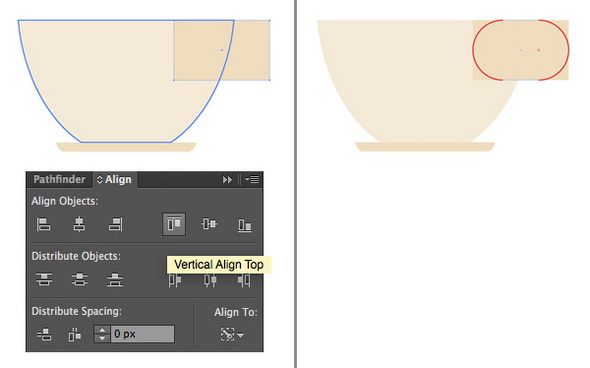 Pathfinder Align
Align Objects:
Distribute Objects:
Vertical Align Top
Distribute Spacing: Align To:
0 px